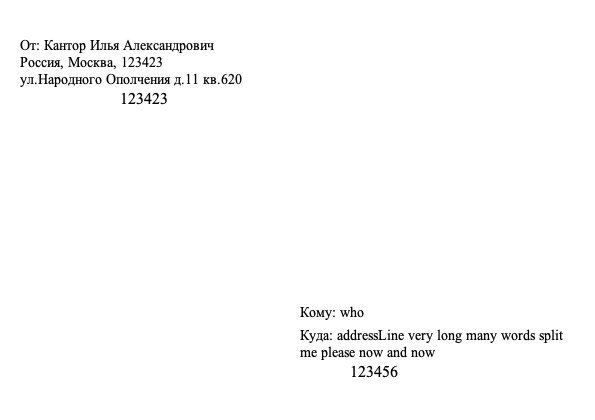 От: Кантор Илья Александрович
Россия, Москва, 123423
ул.Народного Ополчения д.11 кв.620
123423
Кому: who
Куда: addressLine very long many words split
me please now and now
123456